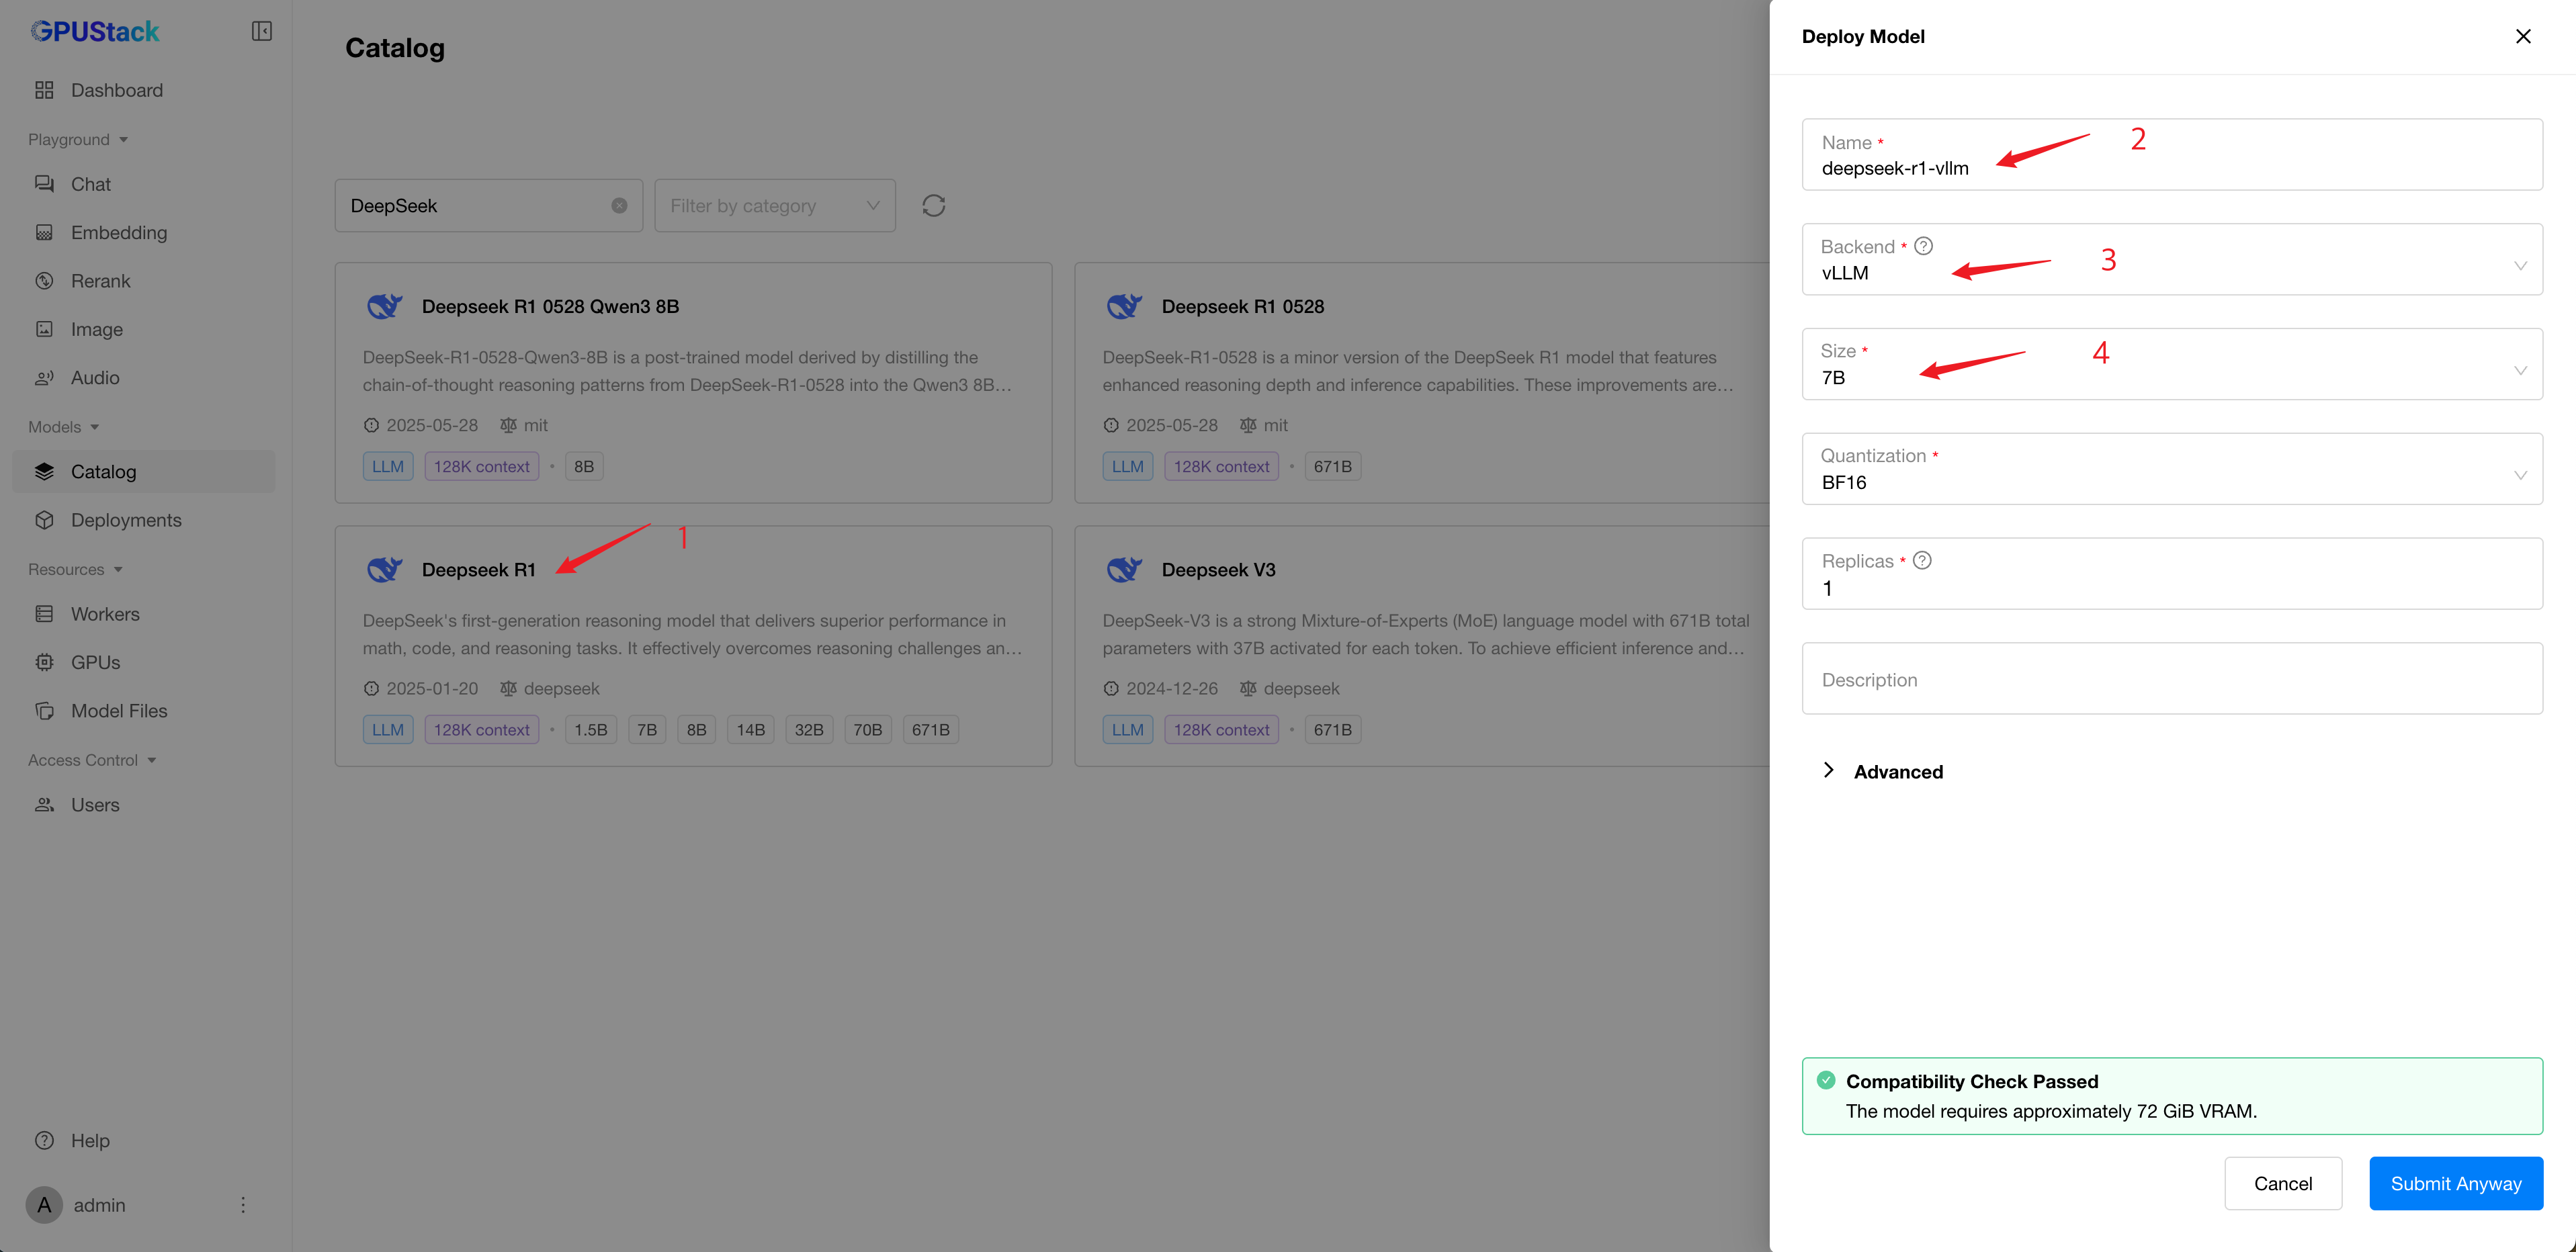 GPUStack
Dashboard
Playground
Chat
Embedding
Rerank
Image
Audio
Models
Catalog
Deployments
Resources
Workers
GPUs
Model Files
Access Control
Users
Help
A admin
Catalog
DeepSeek
Filter by category
Deepseek R1 0528 Qwen3 8B
DeepSeek-R1-0528-Qwen3-8B is a post-trained model derived by distilling the
chain-of-thought reasoning patterns from DeepSeek-R1-0528 into the Qwen3 8B...
2025-05-28 mit
LLM 128K context • 8B
Deepseek R1 0528
DeepSeek-R1-0528 is a minor version of the DeepSeek R1 model that features
enhanced reasoning depth and inference capabilities. These improvements are...
2025-05-28 mit
LLM 128K context • 671B
Deepseek R1
1
DeepSeek's first-generation reasoning model that delivers superior performance in
math, code, and reasoning tasks. It effectively overcomes reasoning challenges an...
2025-01-20 deepseek
LLM 128K context • 1.5B 7B 8B 14B 32B 70B 671B
Deepseek V3
DeepSeek-V3 is a strong Mixture-of-Experts (MoE) language model with 671B total
parameters with 37B activated for each token. To achieve efficient inference and...
2024-12-26 deepseek
LLM 128K context • 671B
Deploy Model
Name *
deepseek-r1-vllm
2
Backend * ?
vLLM
3
Size *
7B
4
Quantization *
BF16
Replicas * ?
1
Description
Advanced
Compatibility Check Passed
The model requires approximately 72 GiB VRAM.
Cancel
Submit Anyway